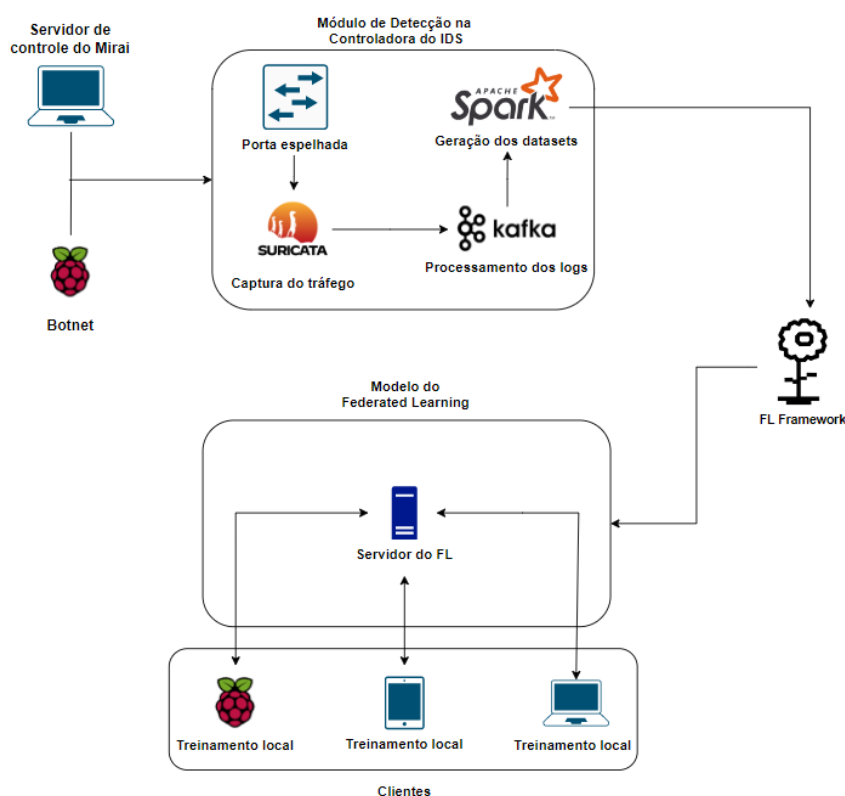 Servidor de
controle do Mirai
Módulo de Detecção na
Controladora do IDS
Porta espelhada
APACHE
Spark
Geração dos datasets
SURICATA
Captura do tráfego
kafka
Processamento dos logs
Botnet
FL Framework
Modelo do
Federated Learning
Servidor do FL
Treinamento local
Treinamento local
Treinamento local
Clientes